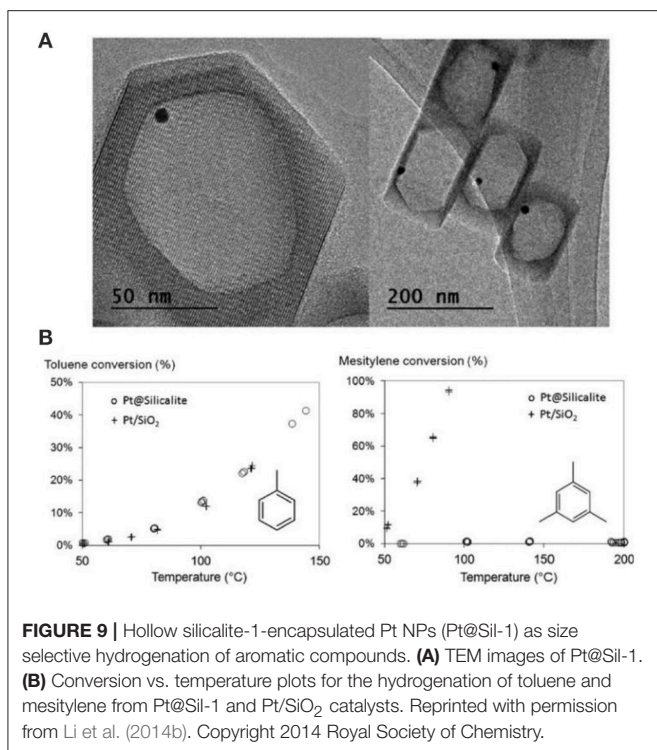 A
50 nm
200 nm
B
Toluene conversion (%)
50%
40%
30%
20%
10%
0%
o Pt@Silicalite
+ Pt/SiO₂
50
100
150
Temperature (°C)
Mesitylene conversion (%)
100%
80%
60%
40%
20%
0%
o Pt@Silicalite
+ Pt/SiO₂
50
100
150
200
Temperature (°C)
FIGURE 9 | Hollow silicalite-1-encapsulated Pt NPs (Pt@Sil-1) as size
selective hydrogenation of aromatic compounds. (A) TEM images of Pt@Sil-1.
(B) Conversion vs. temperature plots for the hydrogenation of toluene and
mesitylene from Pt@Sil-1 and Pt/SiO₂ catalysts. Reprinted with permission
from Li et al. (2014b). Copyright 2014 Royal Society of Chemistry.